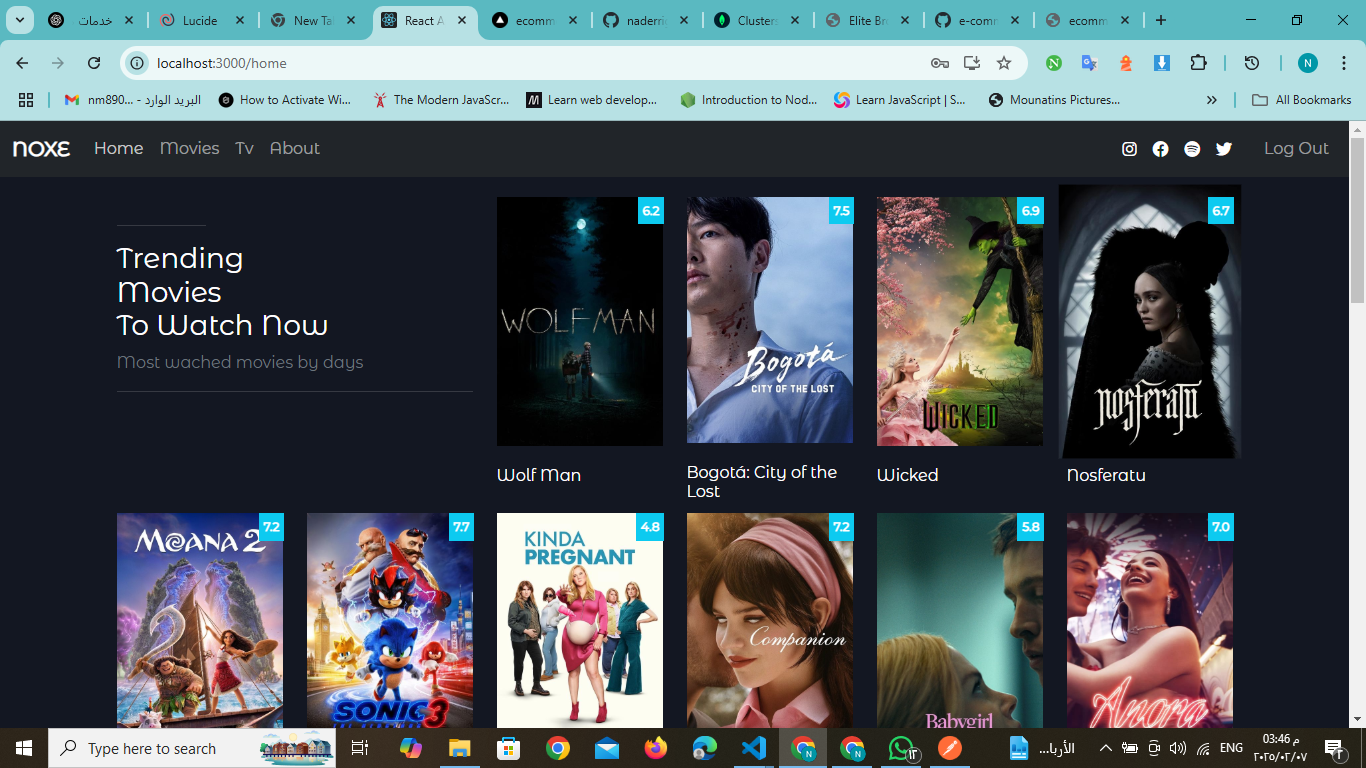 خدمات
Lucide
New Ta
React A
ecomm
naderri
Clusters
Elite Br
e-comm
ecomm
localhost:3000/home
N
nm890... - البريد الوارد
How to Activate Wi...
The Modern JavaScr...
Learn web develop...
Introduction to Nod...
Learn JavaScript | S...
Mounatins Pictures...
All Bookmarks
NOXE
Home
Movies
Tv
About
Log Out
Trending
Movies
To Watch Now
Most wached movies by days
6.2
WOLF MAN
Wolf Man
7.5
Bogotá
CITY OF THE LOST
Bogotá: City of the
Lost
6.9
WICKED
Wicked
6.7
nosferatu
Nosferatu
7.2
MOANA 2
7.7
SONIC 3
4.8
KINDA
PREGNANT
7.2
Companion
5.8
Babygirl
7.0
Anora
Type here to search
الأربا...
ENG
03:46 م
٢٠٢٥/٠٢/٠٧